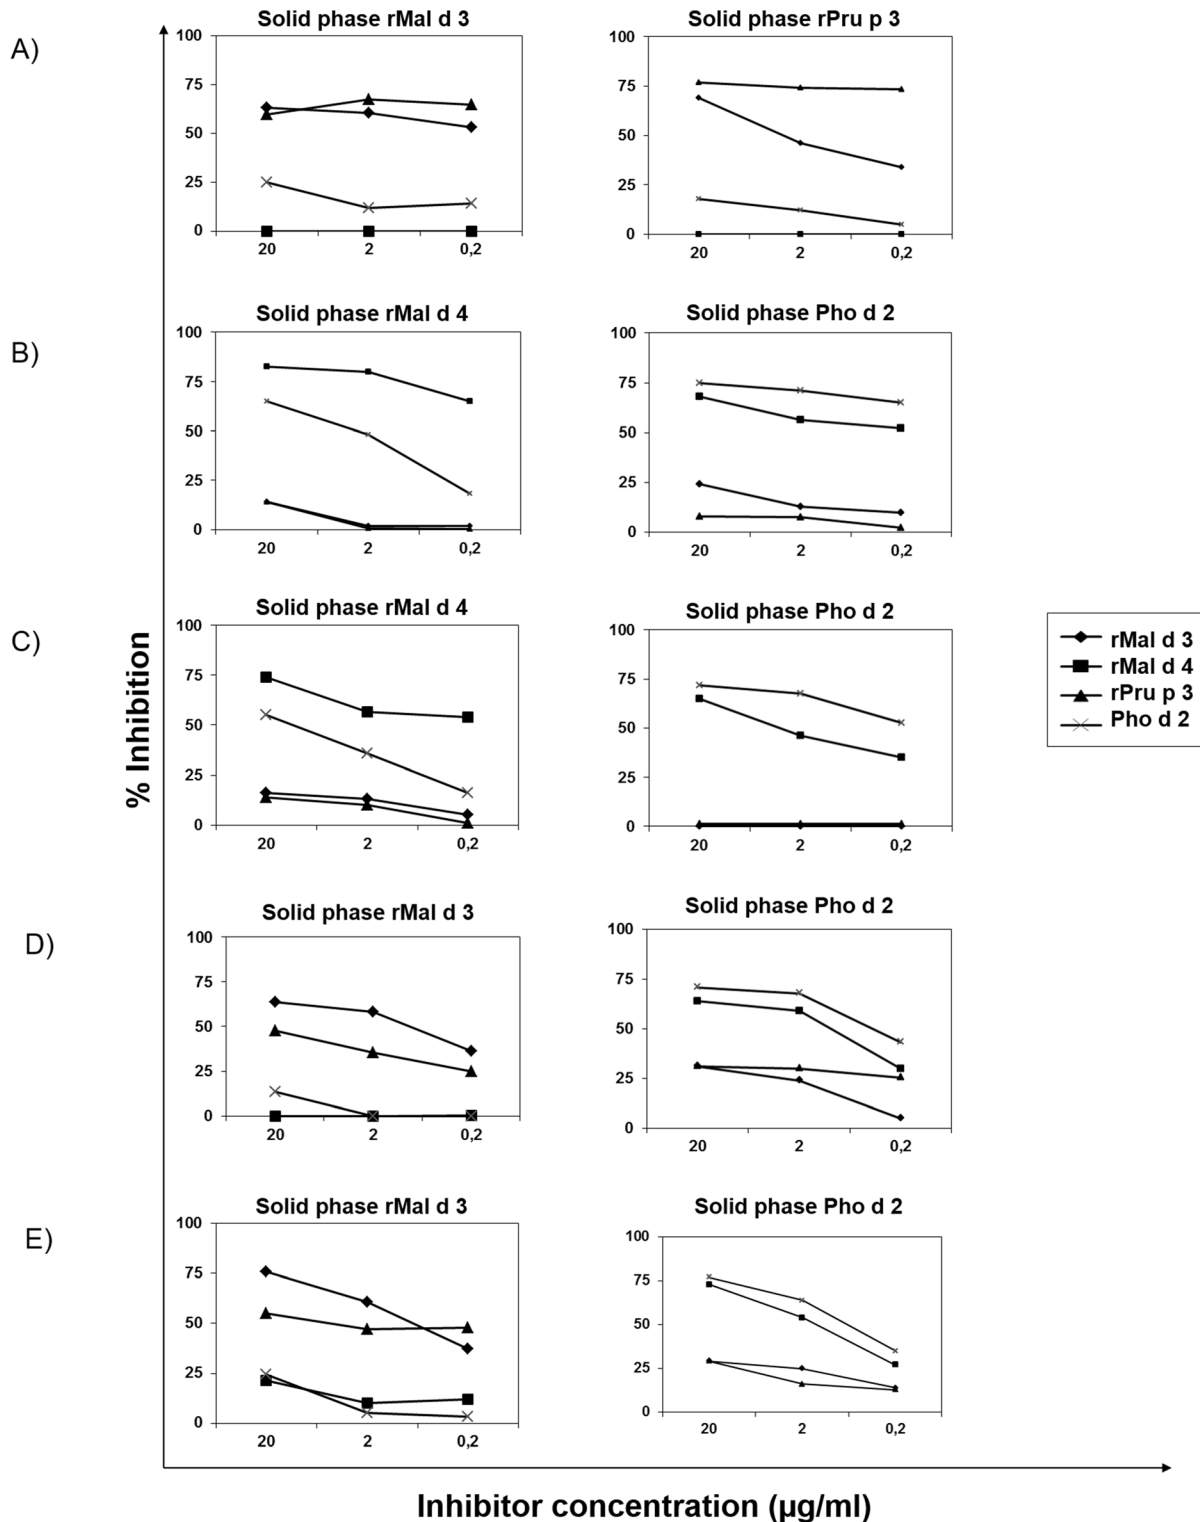 A)
Solid phase rMal d 3
100
75
50
25
0
20 2 0,2
Solid phase rPru p 3
100
75
50
25
0
20 2 0,2
B)
Solid phase rMal d 4
100
75
50
25
0
20 2 0,2
Solid phase Pho d 2
100
75
50
25
0
20 2 0,2
C)
Solid phase rMal d 4
100
75
50
25
0
20 2 0,2
Solid phase Pho d 2
100
75
50
25
0
20 2 0,2
D)
Solid phase rMal d 3
100
75
50
25
0
20 2 0,2
Solid phase Pho d 2
100
75
50
25
0
20 2 0,2
E)
Solid phase rMal d 3
100
75
50
25
0
20 2 0,2
Solid phase Pho d 2
100
75
50
25
0
20 2 0,2
% Inhibition
Inhibitor concentration (µg/ml)
rMal d 3
rMal d 4
rPru p 3
Pho d 2